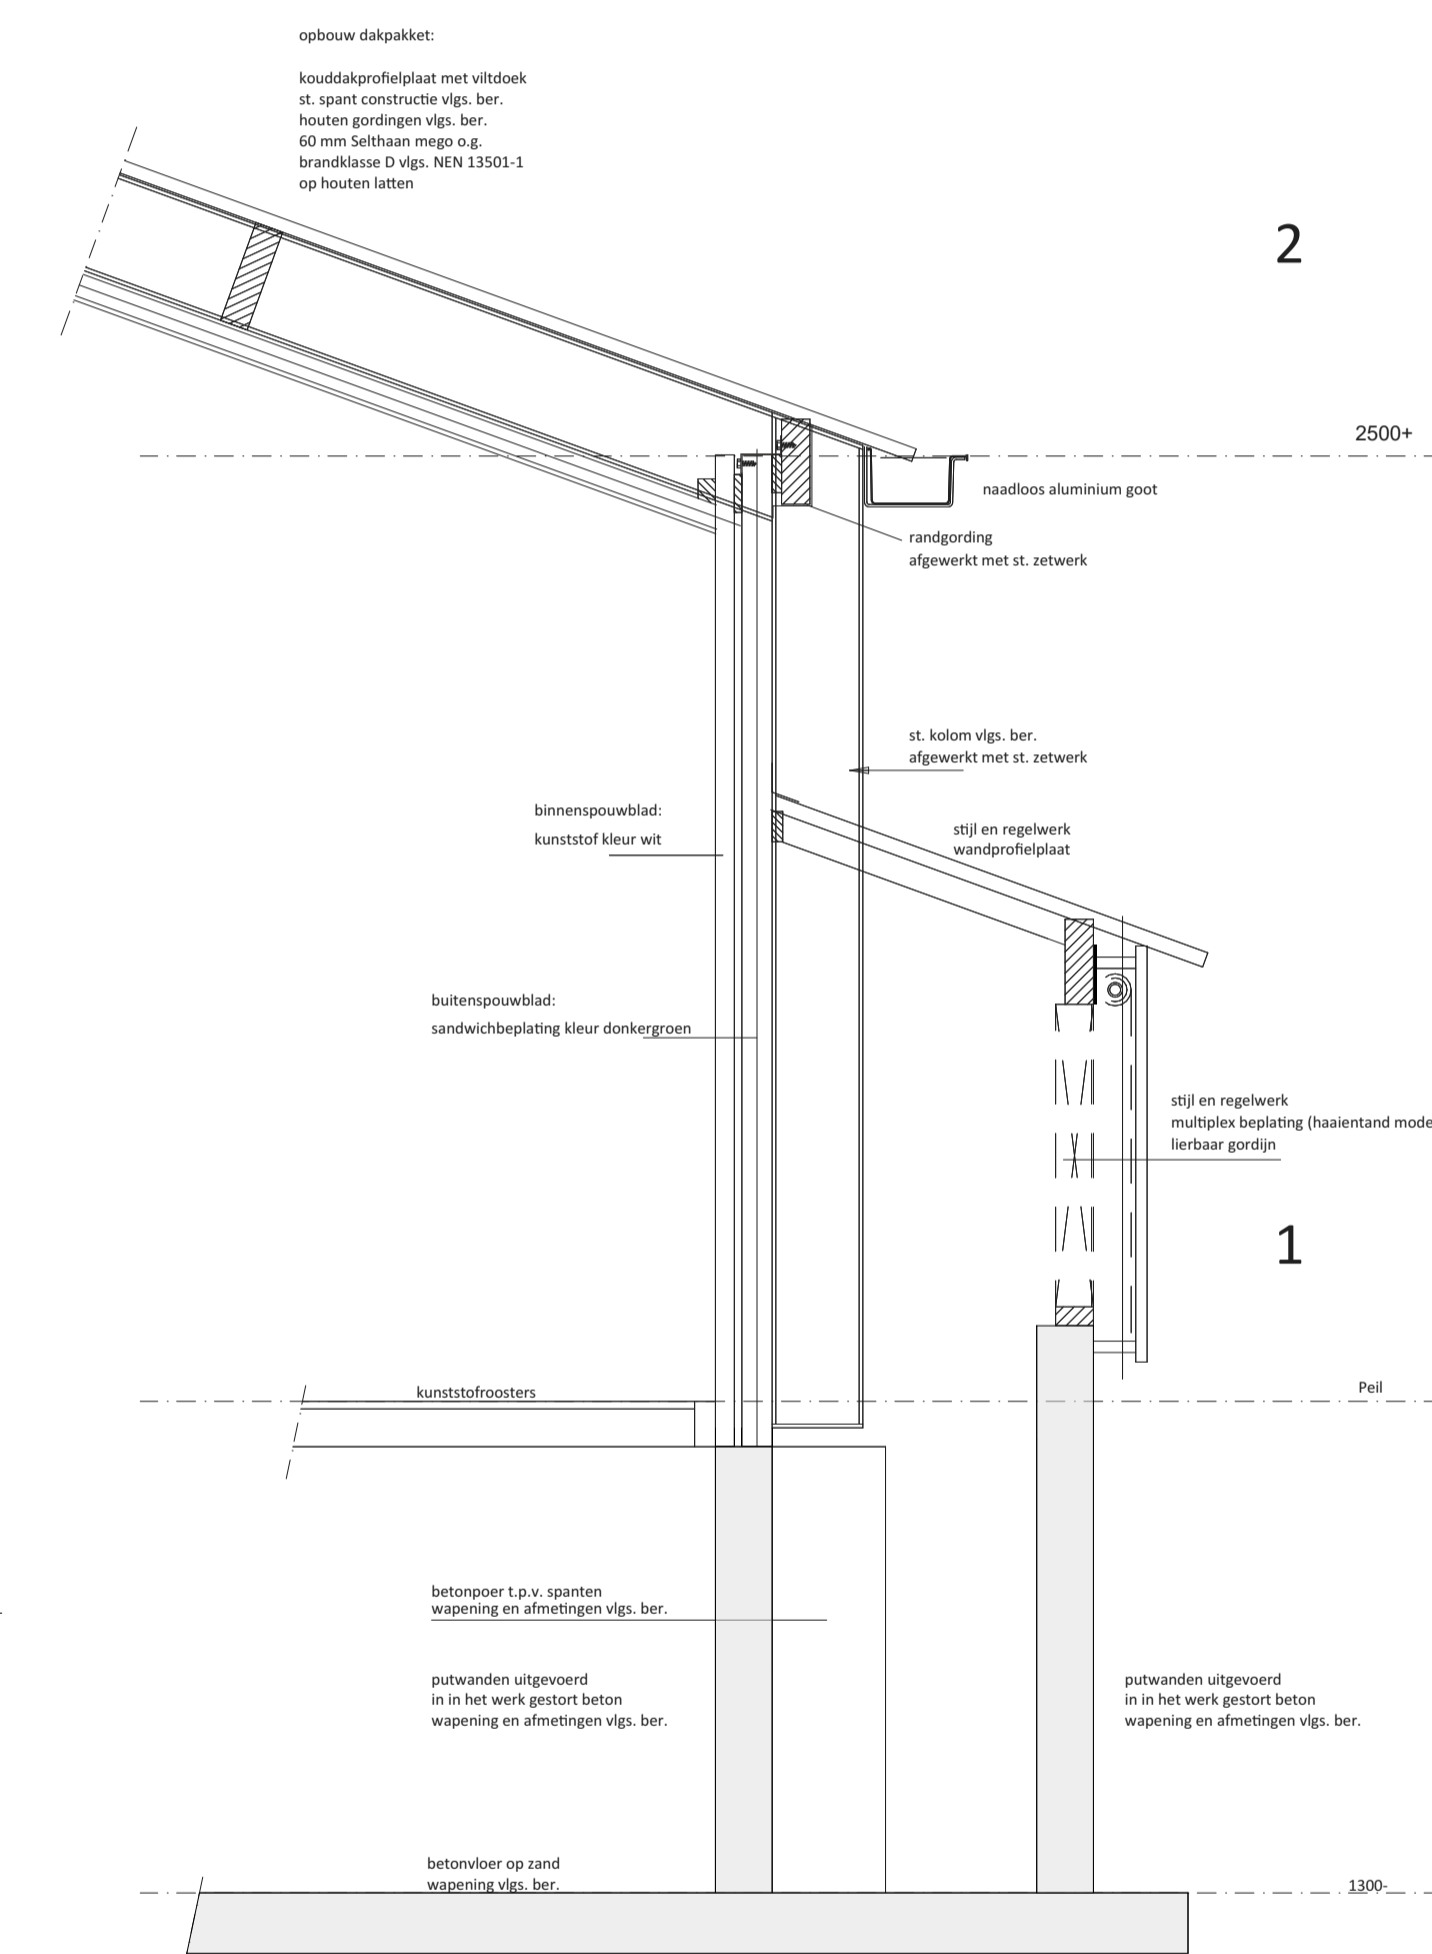 opbouw dakpakket:
kouddakprofielplaat met viltdoek
st. spant constructie vlgs. ber.
houten gordingen vlgs. ber.
60 mm Selthaan mego o.g.
brandklasse D vlgs. NEN 13501-1
op houten latten
2
2500+
naadloos aluminium goot
randgording
afgewerkt met st. zetwerk
st. kolom vlgs. ber.
afgewerkt met st. zetwerk
binnenspouwblad:
kunststof kleur wit
stijl en regelwerk
wandprofielplaat
buitenspouwblad:
sandwichbeplating kleur donkergroen
stijl en regelwerk
multiplex beplating (haaientand mode
lierbaar gordijn
1
kunststofroosters
Peil
betonpoer t.p.v. spanten
wapening en afmetingen vlgs. ber.
putwanden uitgevoerd
in in het werk gestort beton
wapening en afmetingen vlgs. ber.
putwanden uitgevoerd
in in het werk gestort beton
wapening en afmetingen vlgs. ber.
betonvloer op zand
wapening vlgs. ber.
1300-